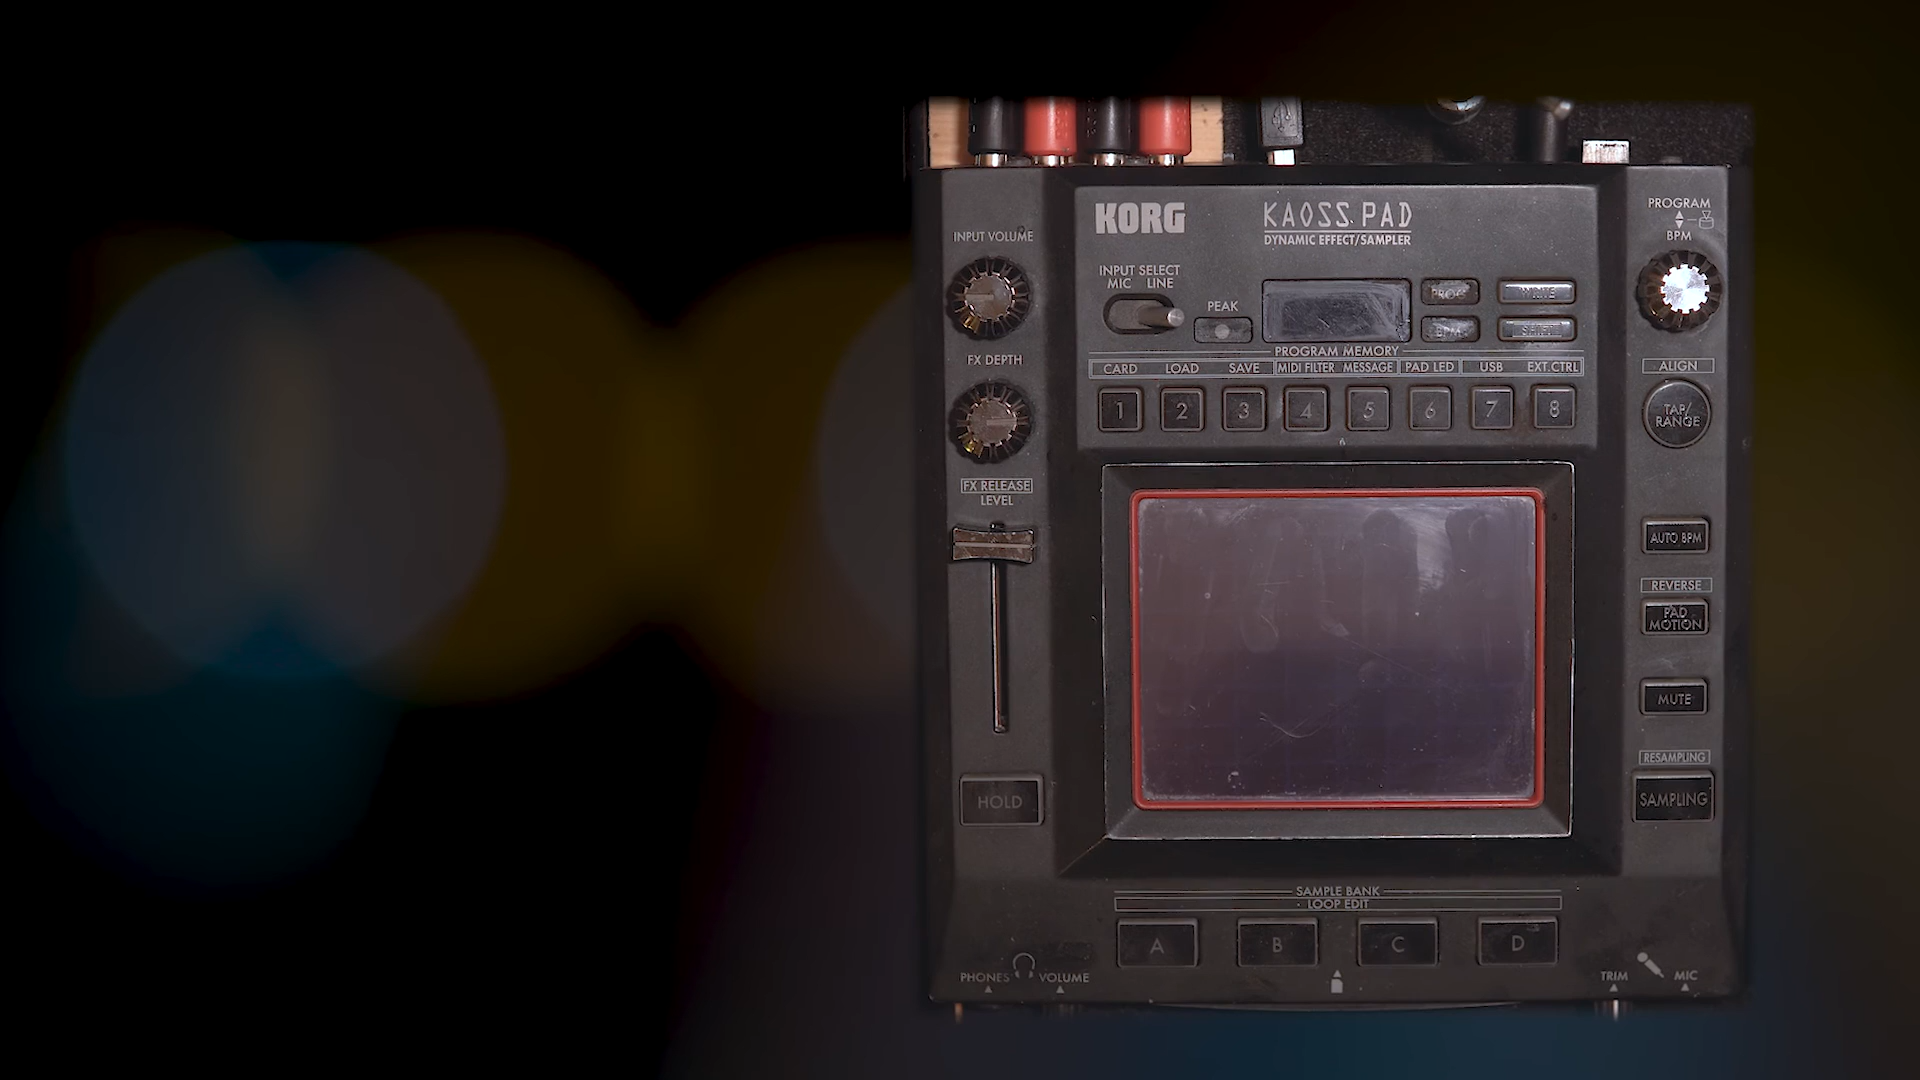 KORG
KAOSS PAD
DYNAMIC EFFECT/SAMPLER
INPUT VOLUME
FX DEPTH
FX RELEASE
LEVEL
HOLD
INPUT SELECT
MIC LINE
PEAK
PROG
BPM
WRITE
SHIFT
PROGRAM MEMORY
CARD LOAD SAVE MIDI FILTER MESSAGE PAD LED USB EXT.CTRL
1 2 3 4 5 6 7 8
PROGRAM
BPM
ALIGN
TAP/
RANGE
AUTO BPM
REVERSE
PAD
MOTION
MUTE
RESAMPLING
SAMPLING
SAMPLE BANK
LOOP EDIT
A B C D
PHONES VOLUME
TRIM MIC